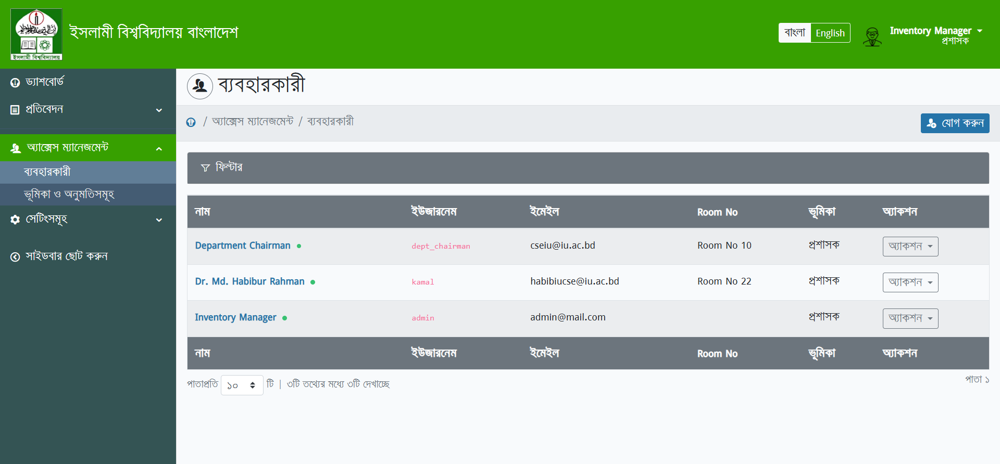 ইসলামী বিশ্ববিদ্যালয়
ইসলামী বিশ্ববিদ্যালয় বাংলাদেশ
বাংলা English
Inventory Manager
প্রশাসক
ড্যাশবোর্ড
প্রতিবেদন
অ্যাক্সেস ম্যানেজমেন্ট
ব্যবহারকারী
ভূমিকা ও অনুমতিসমূহ
সেটিংসমূহ
সাইডবার ছোট করুন
ব্যবহারকারী
/ অ্যাক্সেস ম্যানেজমেন্ট / ব্যবহারকারী
যোগ করুন
ফিল্টার
নাম ইউজারনেম ইমেইল Room No ভূমিকা অ্যাকশন
Department Chairman dept_chairman cseiu@iu.ac.bd Room No 10 প্রশাসক অ্যাকশন
Dr. Md. Habibur Rahman kamal habibiucse@iu.ac.bd Room No 22 প্রশাসক অ্যাকশন
Inventory Manager admin admin@mail.com প্রশাসক অ্যাকশন
নাম ইউজারনেম ইমেইল Room No ভূমিকা অ্যাকশন
পাতাপ্রতি ১০ টি | ৩টি তথ্যের মধ্যে ৩টি দেখাচ্ছে
পাতা ১